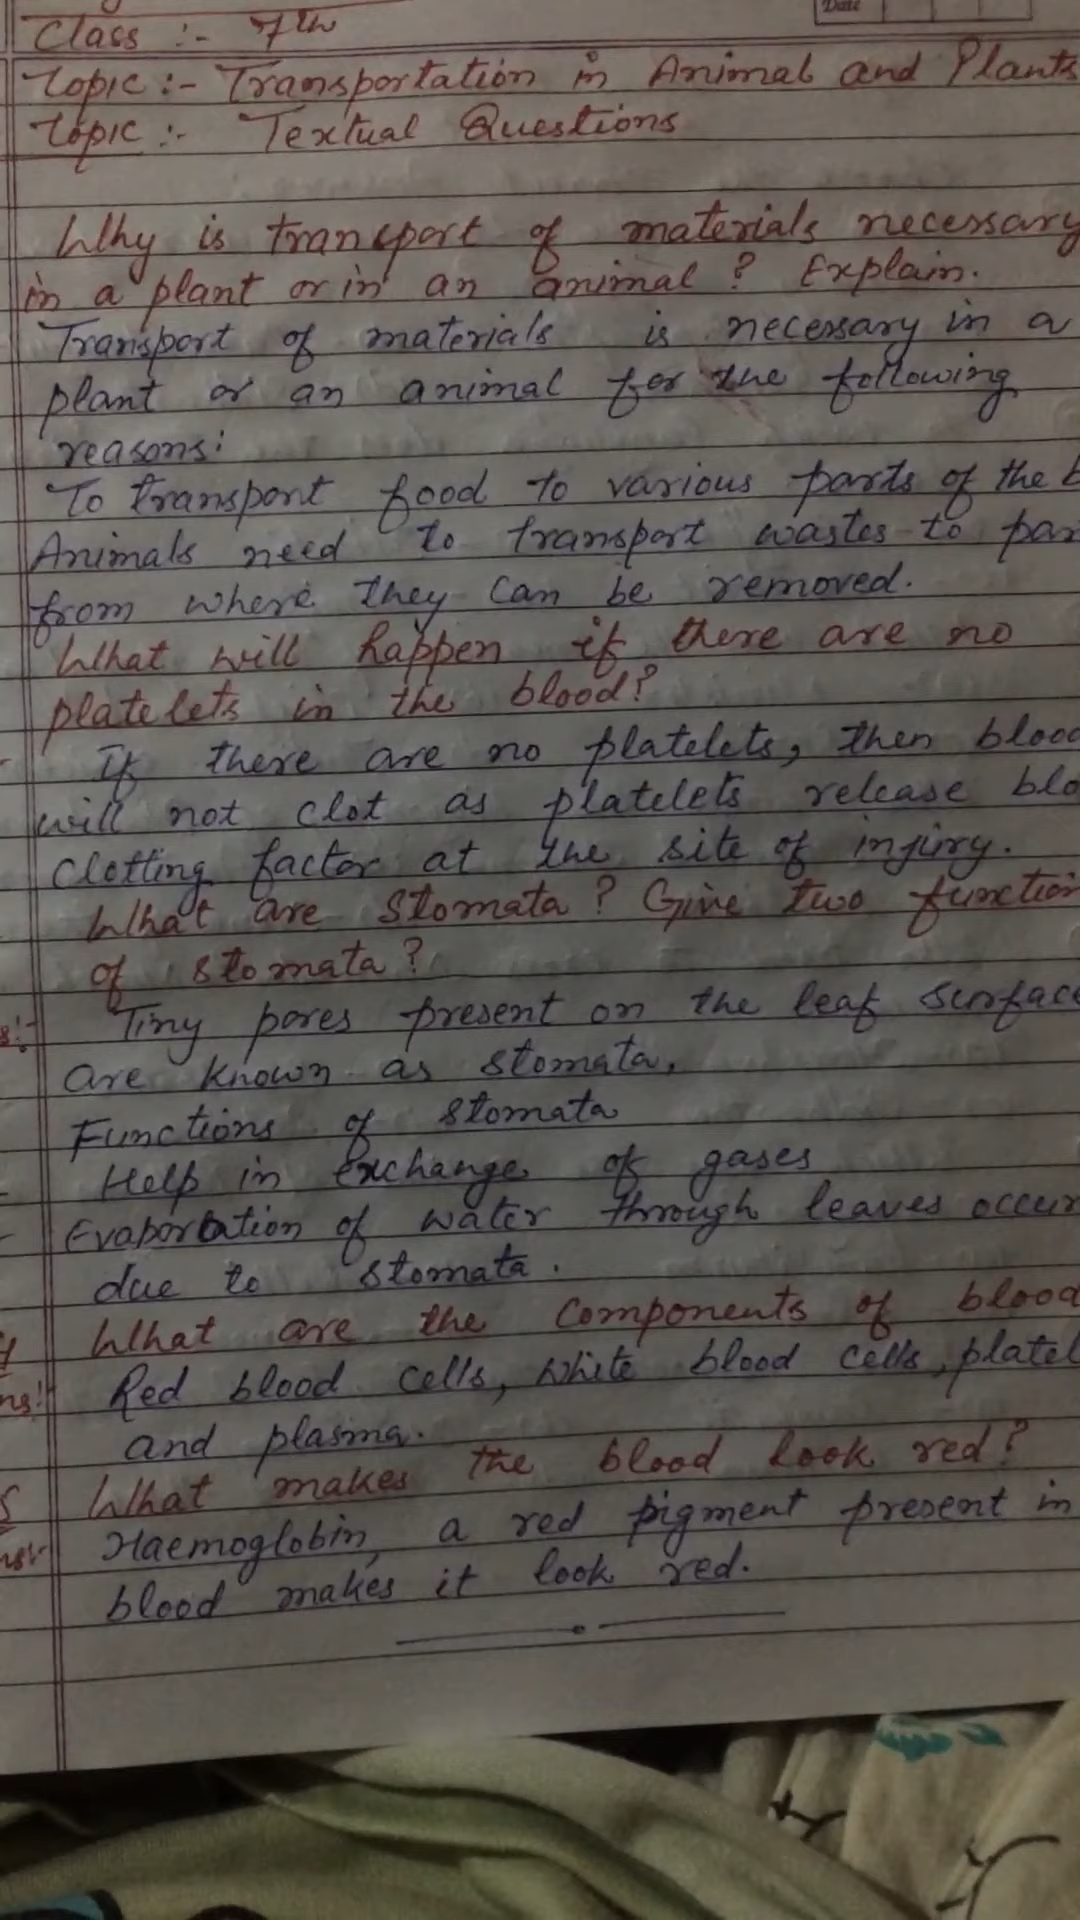 Date
Class :- 7th
Topic :- Transportation in Animal and Plants
Topic :- Textual Questions
Why is transport of materials necessary
in a plant or in an animal ? Explain.
Transport of materials is necessary in a
plant or an animal for the following
reasons:
To transport food to various parts of the b
Animals need to transport wastes to par
from where they can be removed.
What will happen if there are no
platelets in the blood?
If there are no platelets, then blood
will not clot as platelets release blo
clotting factor at the site of injury.
What are stomata ? Give two function
of stomata ?
s:- Tiny pores present on the leaf surface
are known as stomata.
Functions of stomata
Help in exchange of gases
Evaporation of water through leaves occur
due to stomata.
4 What are the components of blood
ns:- Red blood cells, white blood cells, platel
and plasma.
5 What makes the blood look red?
ns:- Haemoglobin, a red pigment present in
blood makes it look red.